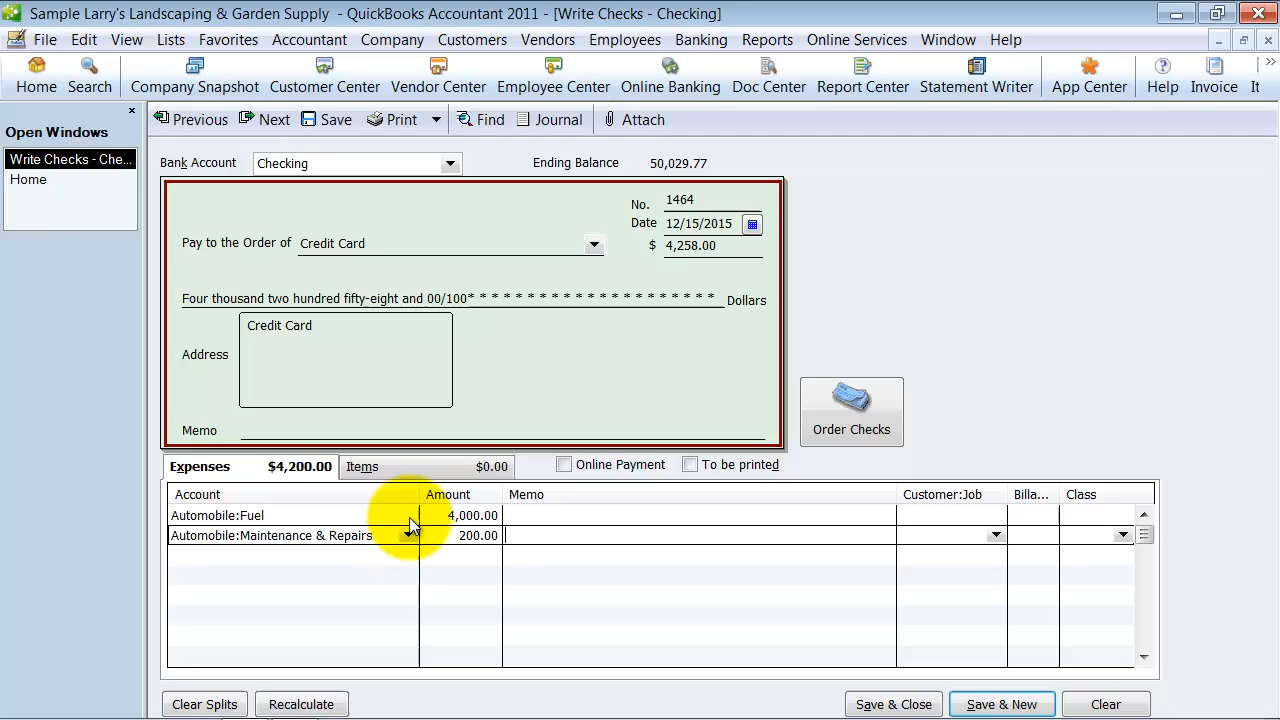 Sample Larry's Landscaping & Garden Supply - QuickBooks Accountant 2011 - [Write Checks - Checking]
File Edit View Lists Favorites Accountant Company Customers Vendors Employees Banking Reports Online Services Window Help
Home Search Company Snapshot Customer Center Vendor Center Employee Center Online Banking Doc Center Report Center Statement Writer App Center Help Invoice It
Open Windows
Write Checks - Che...
Home
Previous Next Save Print Find Journal Attach
Bank Account Checking Ending Balance 50,029.77
No. 1464
Date 12/15/2015
Pay to the Order of Credit Card $ 4,258.00
Four thousand two hundred fifty-eight and 00/100* * * * * * * * * * * * * * * * * * * * * Dollars
Credit Card
Address
Memo
Order Checks
Expenses $4,200.00 Items $0.00 Online Payment To be printed
Account Amount Memo Customer:Job Billa... Class
Automobile:Fuel 4,000.00
Automobile:Maintenance & Repairs 200.00
Clear Splits Recalculate Save & Close Save & New Clear